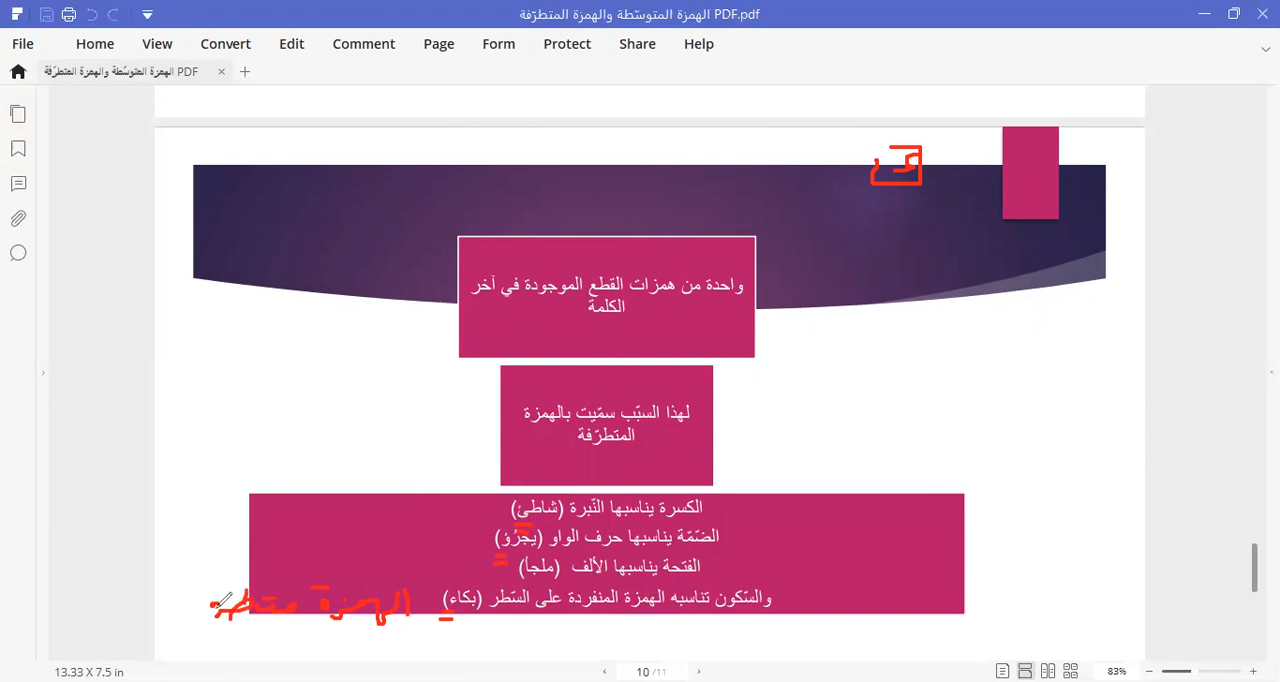 الهمزة المتوسّطة والهمزة المتطرّفة PDF.pdf
File Home View Convert Edit Comment Page Form Protect Share Help
الهمزة المتوسّطة والهمزة المتطرّفة PDF
واحدة من همزات القطع الموجودة في آخر
الكلمة
لهذا السبّب سمّيت بالهمزة
المتطرّفة
الكسرة يناسبها النّبرة (شاطئ)
الضّمّة يناسبها حرف الواو (يجرُؤ)
الفتحة يناسبها الألف (ملجأ)
والسّكون تناسبه الهمزة المنفردة على السّطر (بكاء)
الهمزة متطر
13.33 X 7.5 in
10 /11
83%